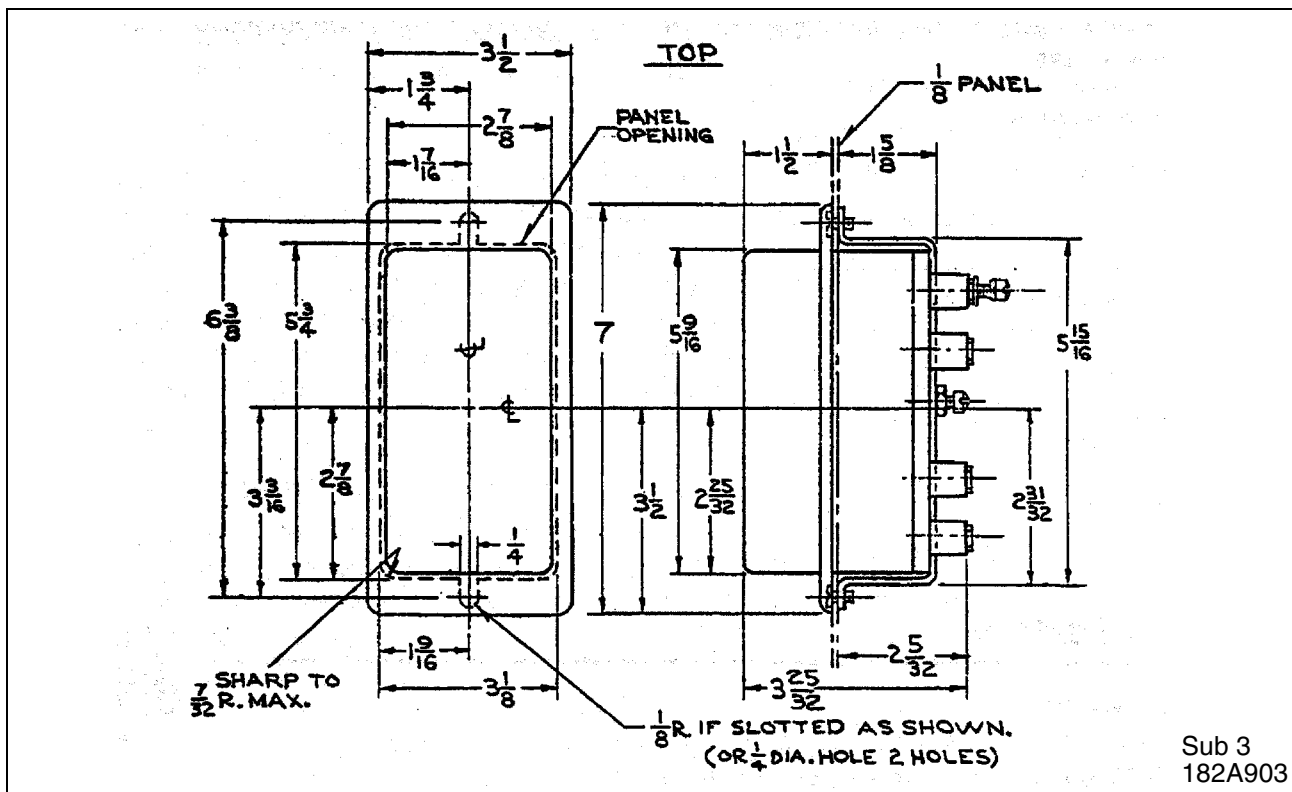 TOP
3 1/2
1 3/4
2 7/8
1 7/16
PANEL
OPENING
1/8 PANEL
1 1/2
1 5/8
6 3/8
5 3/4
7
5 9/16
5 15/16
3 3/16
2 7/8
1/4
3 1/2
2 25/32
2 31/32
1 9/16
3 1/8
2 5/32
3 25/32
SHARP TO
7/32 R. MAX.
1/8 R. IF SLOTTED AS SHOWN.
(OR 1/4 DIA. HOLE 2 HOLES)
Sub 3
182A903